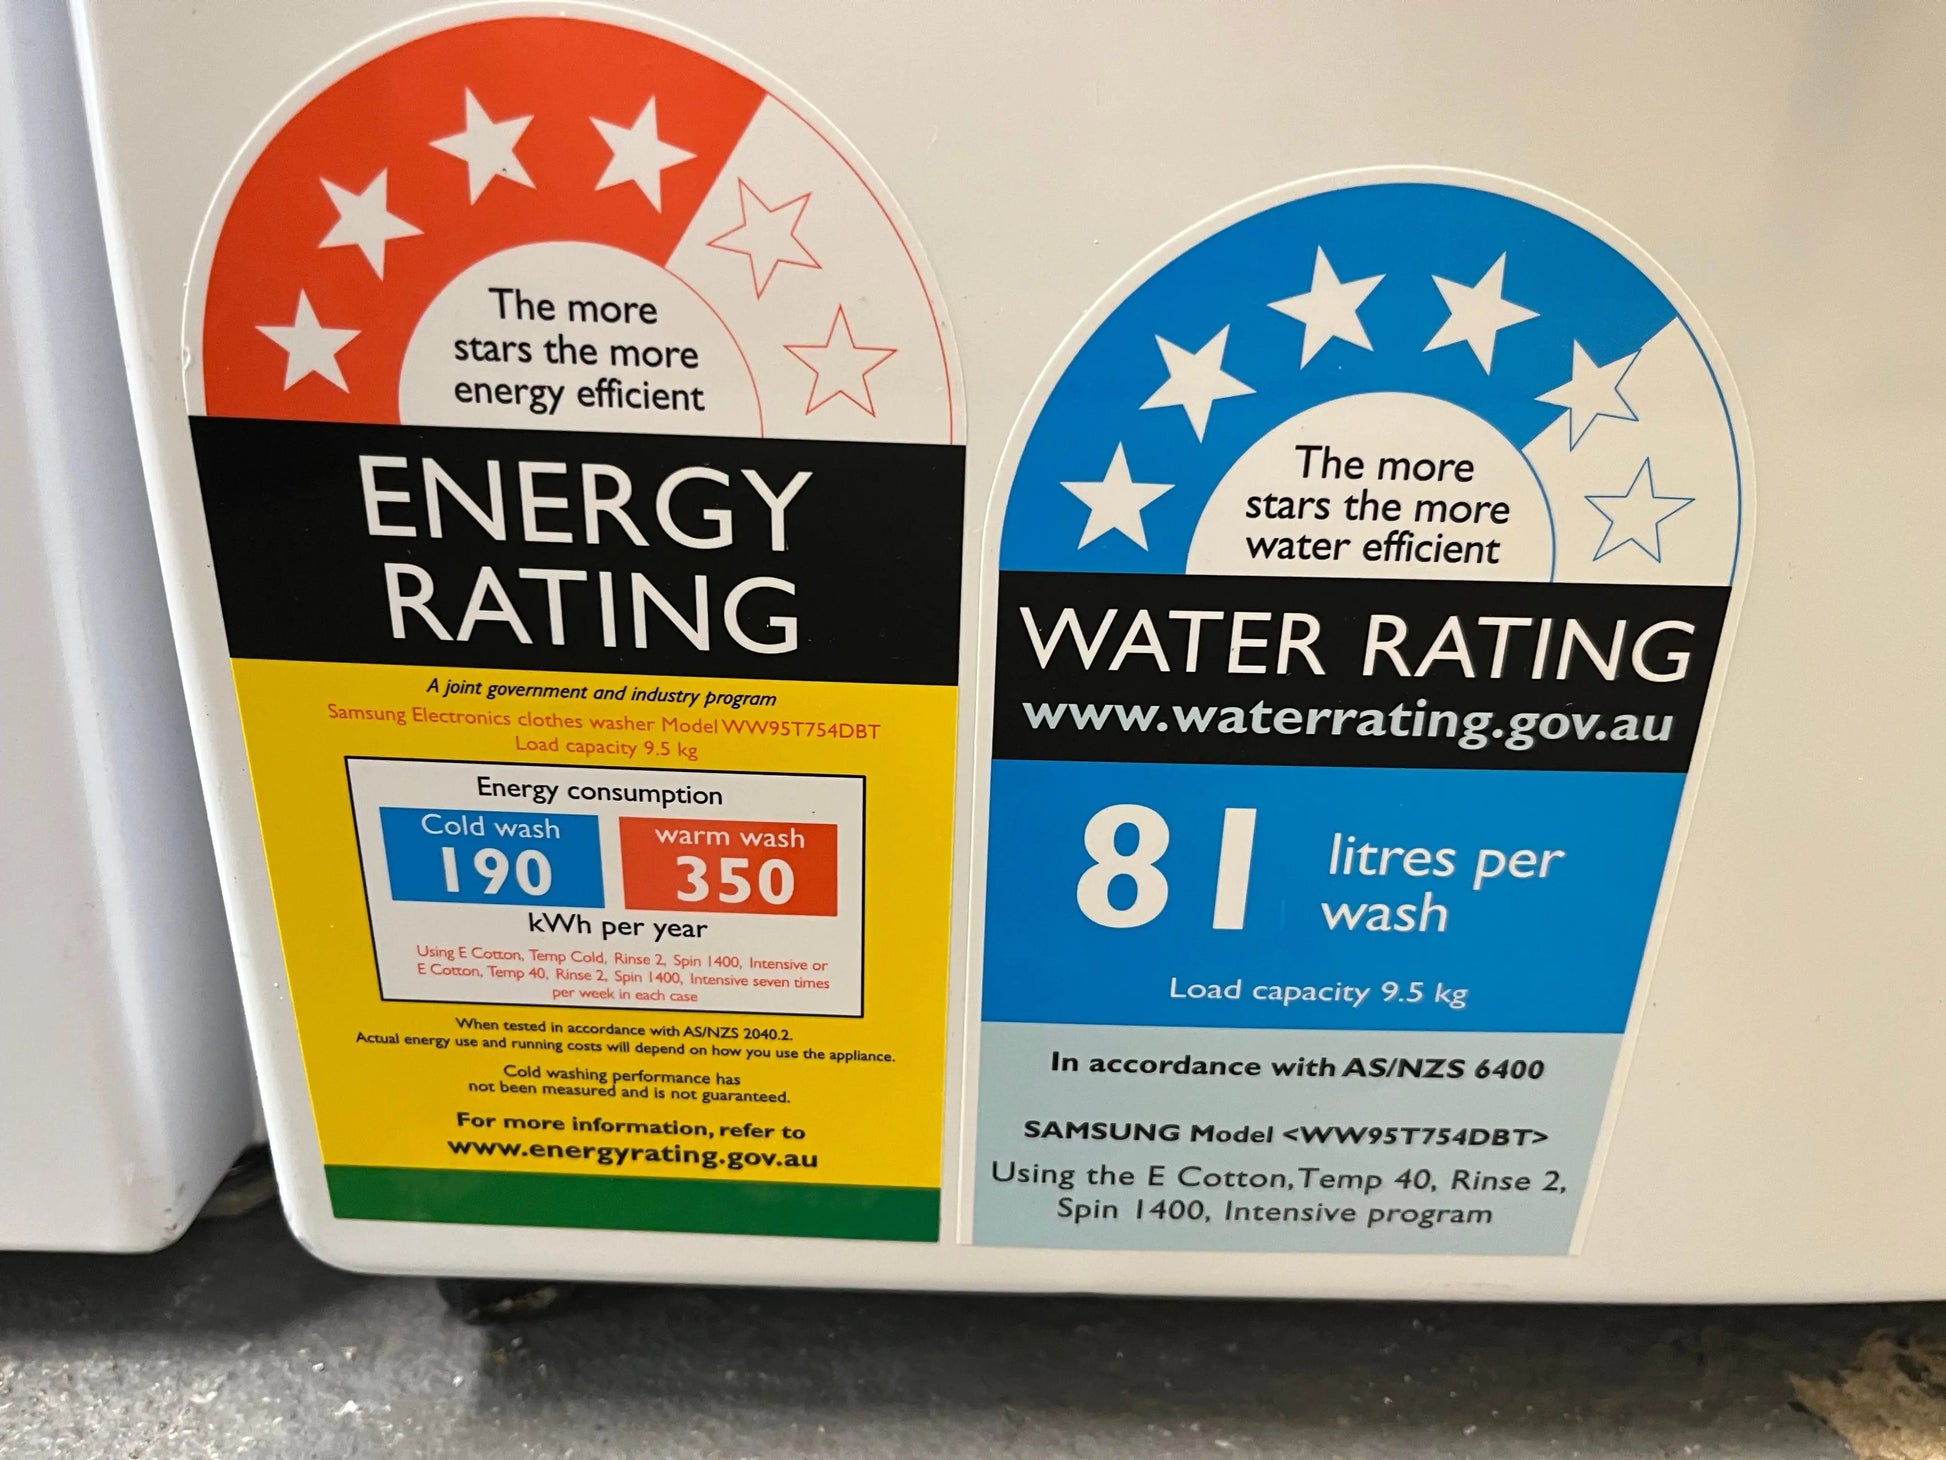 The more
stars the more
energy efficient
ENERGY
RATING
A joint government and industry program
Samsung Electronics clothes washer Model WW95T754DBT
Load capacity 9.5 kg
Energy consumption
Cold wash
190
warm wash
350
kWh per year
Using E Cotton, Temp Cold, Rinse 2, Spin 1400, Intensive or
E Cotton, Temp 40, Rinse 2, Spin 1400, Intensive seven times
per week in each case
When tested in accordance with AS/NZS 2040.2.
Actual energy use and running costs will depend on how you use the appliance.
Cold washing performance has
not been measured and is not guaranteed.
For more information, refer to
www.energyrating.gov.au
The more
stars the more
water efficient
WATER RATING
www.waterrating.gov.au
81
litres per
wash
Load capacity 9.5 kg
In accordance with AS/NZS 6400
SAMSUNG Model <WW95T754DBT>
Using the E Cotton, Temp 40, Rinse 2,
Spin 1400, Intensive program